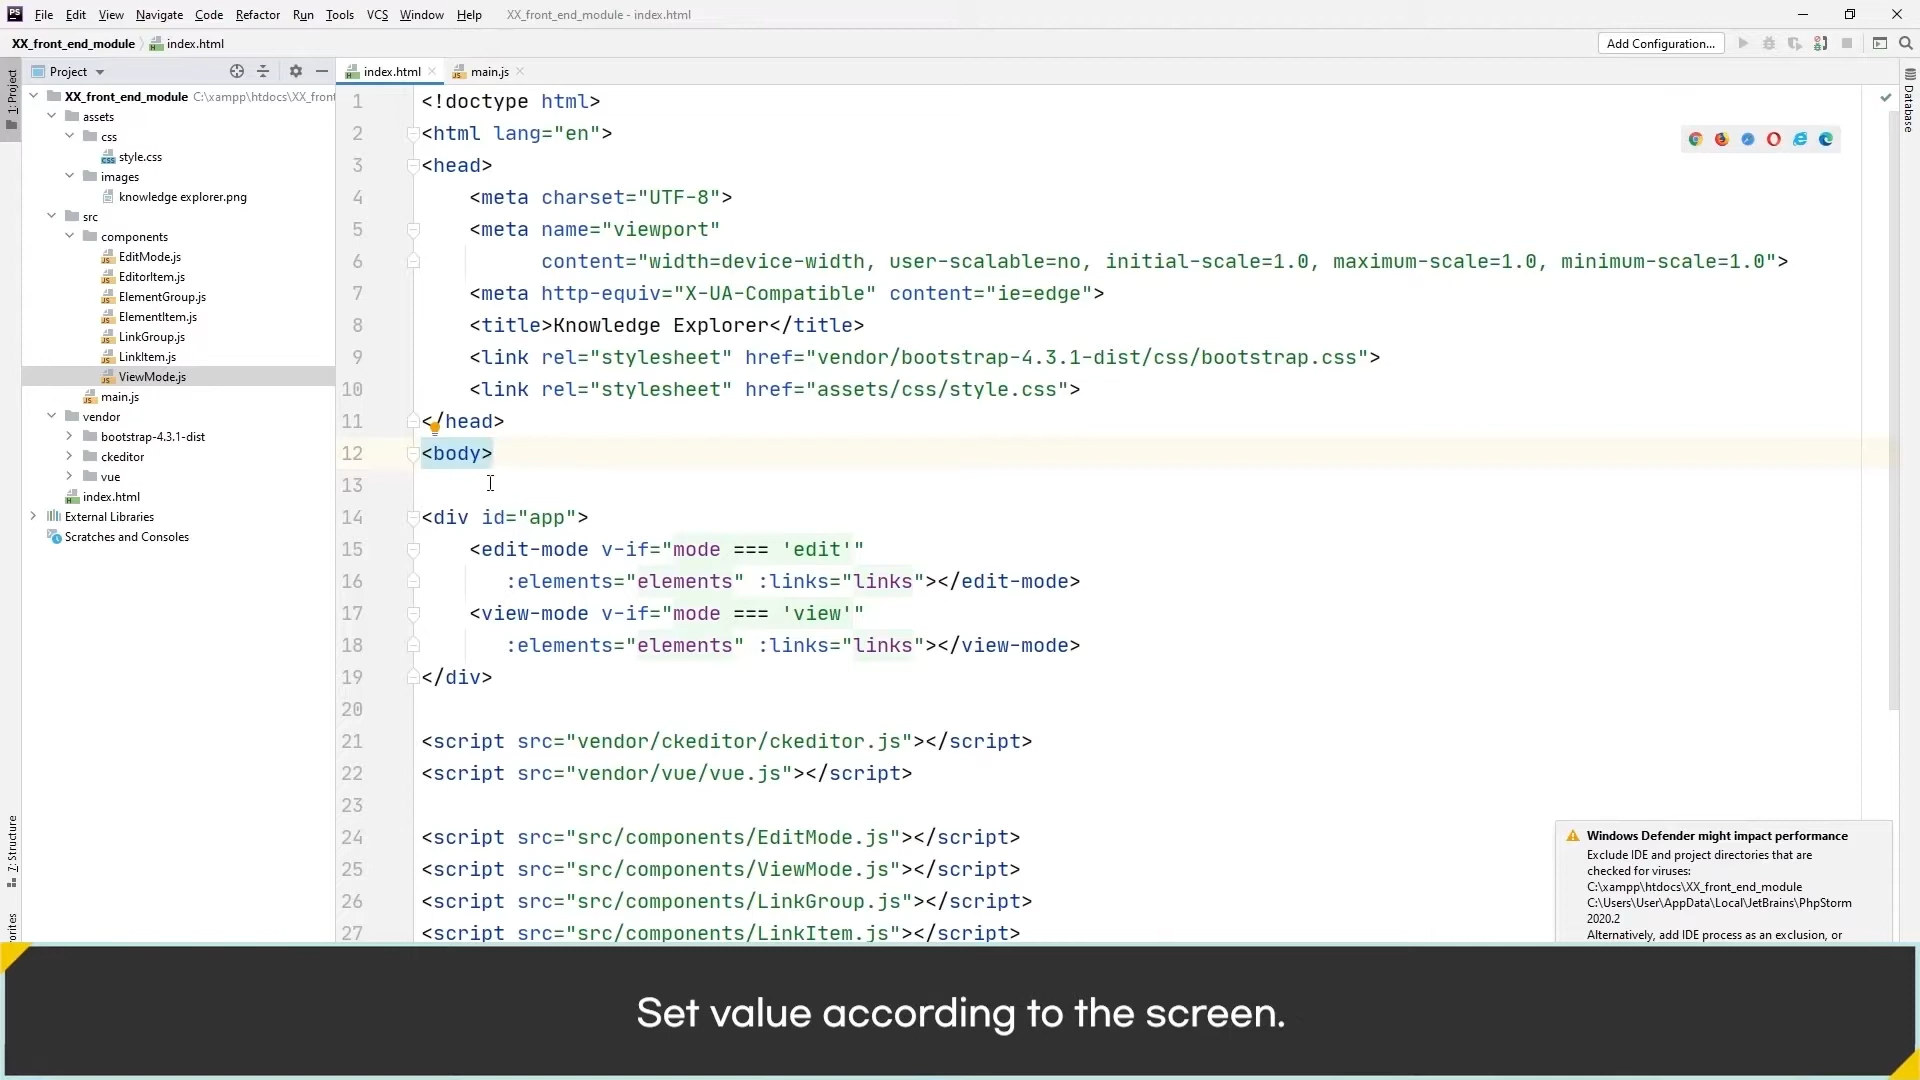 File Edit View Navigate Code Refactor Run Tools VCS Window Help XX_front_end_module - index.html
XX_front_end_module index.html Add Configuration...
Project
index.html
main.js
1: Project
XX_front_end_module C:\xampp\htdocs\XX_front
assets
css
style.css
images
knowledge explorer.png
src
components
EditMode.js
EditorItem.js
ElementGroup.js
ElementItem.js
LinkGroup.js
LinkItem.js
ViewMode.js
main.js
vendor
bootstrap-4.3.1-dist
ckeditor
vue
index.html
External Libraries
Scratches and Consoles
7: Structure
orites
1 <!doctype html>
2 <html lang="en">
3 <head>
4 <meta charset="UTF-8">
5 <meta name="viewport"
6 content="width=device-width, user-scalable=no, initial-scale=1.0, maximum-scale=1.0, minimum-scale=1.0">
7 <meta http-equiv="X-UA-Compatible" content="ie=edge">
8 <title>Knowledge Explorer</title>
9 <link rel="stylesheet" href="vendor/bootstrap-4.3.1-dist/css/bootstrap.css">
10 <link rel="stylesheet" href="assets/css/style.css">
11 </head>
12 <body>
13
14 <div id="app">
15 <edit-mode v-if="mode === 'edit'"
16 :elements="elements" :links="links"></edit-mode>
17 <view-mode v-if="mode === 'view'"
18 :elements="elements" :links="links"></view-mode>
19 </div>
20
21 <script src="vendor/ckeditor/ckeditor.js"></script>
22 <script src="vendor/vue/vue.js"></script>
23
24 <script src="src/components/EditMode.js"></script>
25 <script src="src/components/ViewMode.js"></script>
26 <script src="src/components/LinkGroup.js"></script>
27 <script src="src/components/LinkItem.js"></script>
Database
Windows Defender might impact performance
Exclude IDE and project directories that are
checked for viruses:
C:\xampp\htdocs\XX_front_end_module
C:\Users\User\AppData\Local\JetBrains\PhpStorm
2020.2
Alternatively, add IDE process as an exclusion, or
Set value according to the screen.